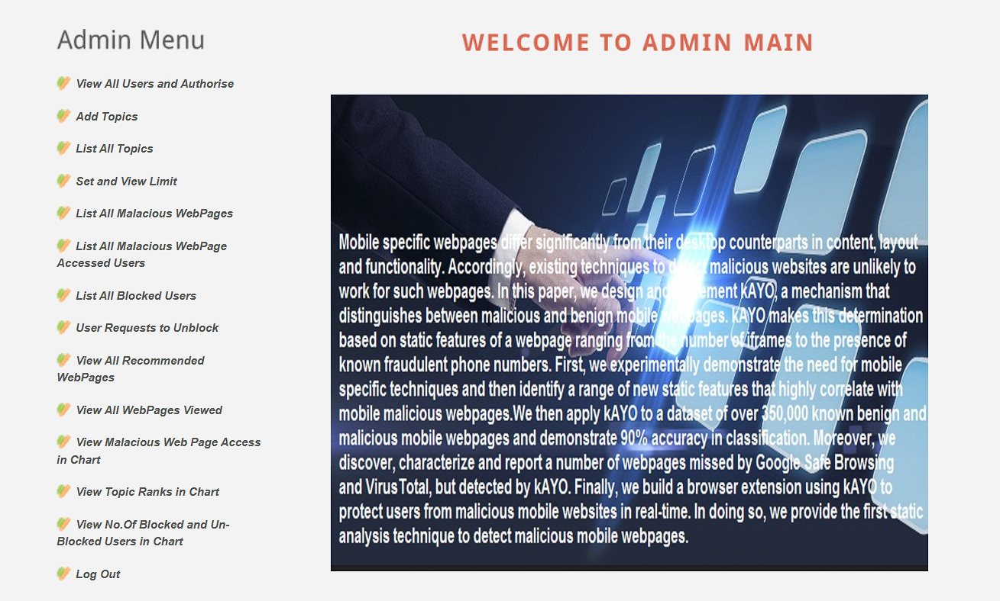 Admin Menu
View All Users and Authorise
Add Topics
List All Topics
Set and View Limit
List All Malacious WebPages
List All Malacious WebPage
Accessed Users
List All Blocked Users
User Requests to Unblock
View All Recommended
WebPages
View All WebPages Viewed
View Malacious Web Page Access
in Chart
View Topic Ranks in Chart
View No.Of Blocked and Un-
Blocked Users in Chart
Log Out
WELCOME TO ADMIN MAIN
Mobile specific webpages differ significantly from their desktop counterparts in content, layout
and functionality. Accordingly, existing techniques to detect malicious websites are unlikely to
work for such webpages. In this paper, we design and implement kAYO, a mechanism that
distinguishes between malicious and benign mobile webpages. kAYO makes this determination
based on static features of a webpage ranging from the number of iframes to the presence of
known fraudulent phone numbers. First, we experimentally demonstrate the need for mobile
specific techniques and then identify a range of new static features that highly correlate with
mobile malicious webpages.We then apply kAYO to a dataset of over 350,000 known benign and
malicious mobile webpages and demonstrate 90% accuracy in classification. Moreover, we
discover, characterize and report a number of webpages missed by Google Safe Browsing
and VirusTotal, but detected by kAYO. Finally, we build a browser extension using kAYO to
protect users from malicious mobile websites in real-time. In doing so, we provide the first static
analysis technique to detect malicious mobile webpages.